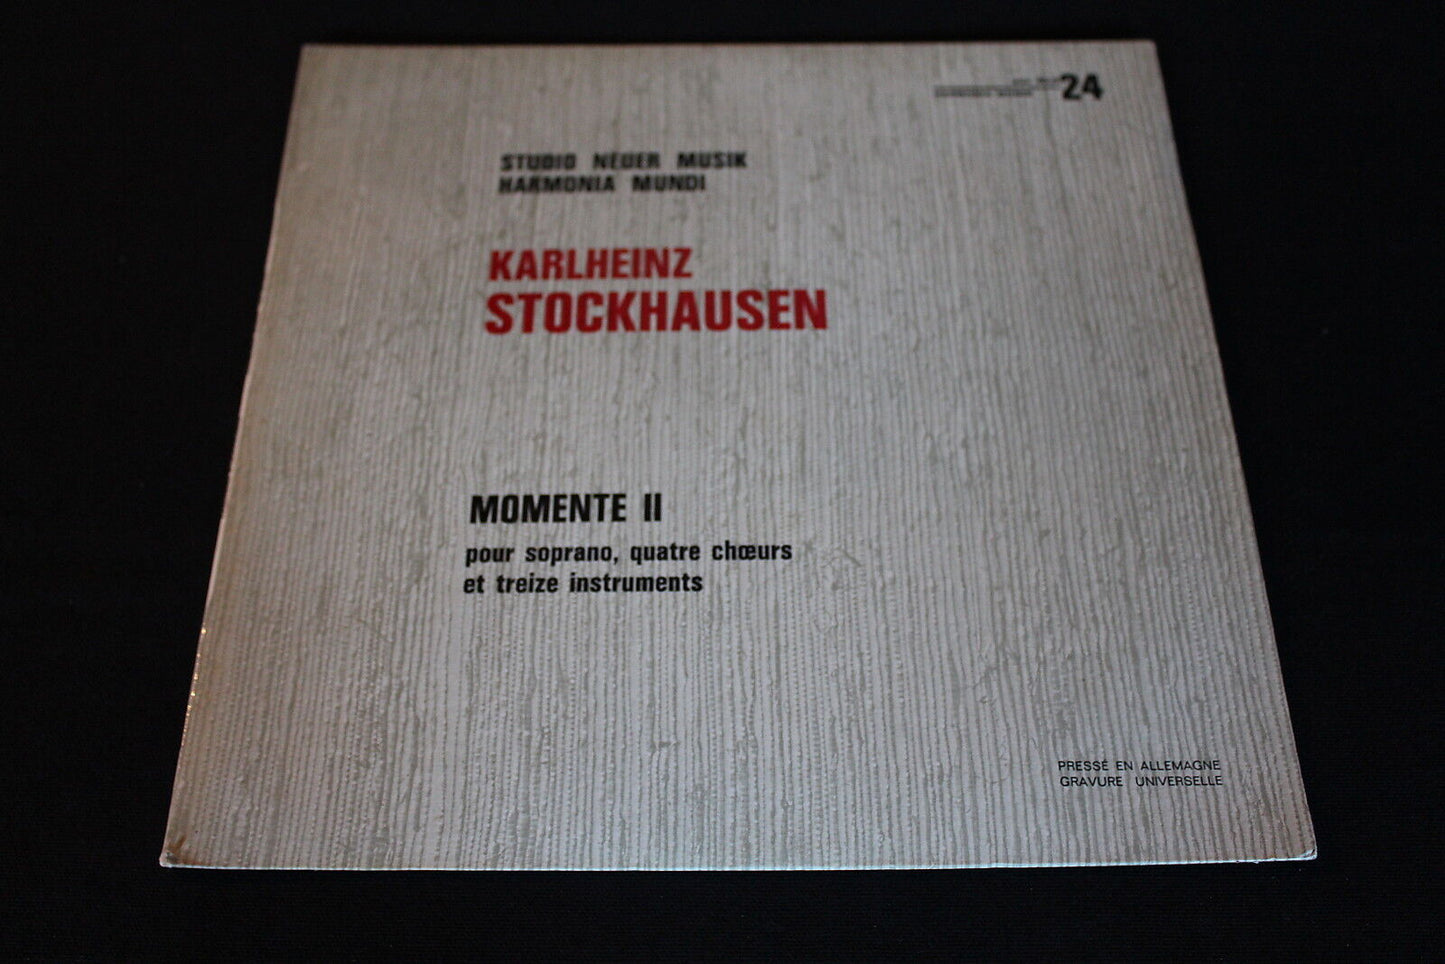 24
STUDIO NEUER MUSIK
HARMONIA MUNDI
KARLHEINZ
STOCKHAUSEN
MOMENTE II
pour soprano, quatre chœurs
et treize instruments
PRESSÉ EN ALLEMAGNE
GRAVURE UNIVERSELLE